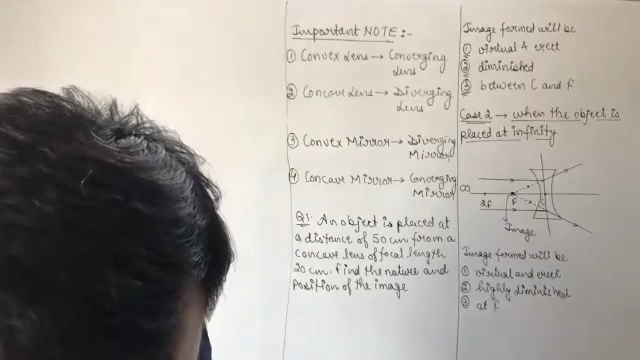 Important NOTE:-
① Convex Lens → Converging
Lens
② Concave Lens → Diverging
Lens
③ Convex Mirror → Diverging
Mirror
④ Concave Mirror → Converging
Mirror
Q1 An object is placed at
a distance of 50 cm from a
concave lens of focal length
20 cm. Find the nature and
position of the image
Image formed will be
① virtual & erect
② diminished
③ between C and F
Case 2 → when the object is
placed at infinity
∞
2F F C
Image
Image formed will be
① virtual and erect
② highly diminished
③ at F